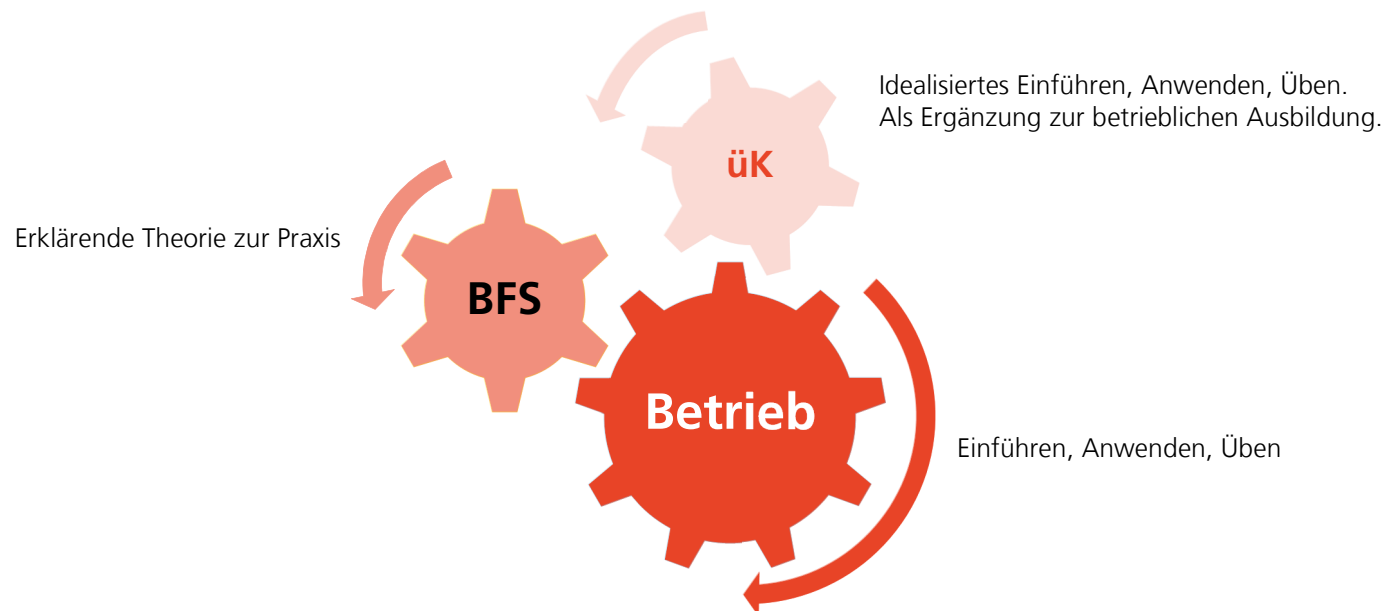 Idealisiertes Einführen, Anwenden, Üben.
Als Ergänzung zur betrieblichen Ausbildung.
üK
Erklärende Theorie zur Praxis
BFS
Betrieb
Einführen, Anwenden, Üben